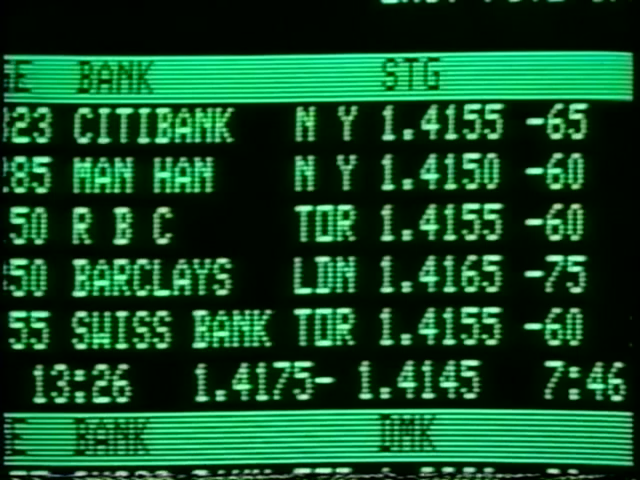 BANK STG
23 CITIBANK N Y 1.4155 -65
85 MAN HAN N Y 1.4150 -60
50 R B C TOR 1.4155 -60
50 BARCLAYS LDN 1.4165 -75
55 SWISS BANK TOR 1.4155 -60
13:26 1.4175- 1.4145 7:46
BANK DMK